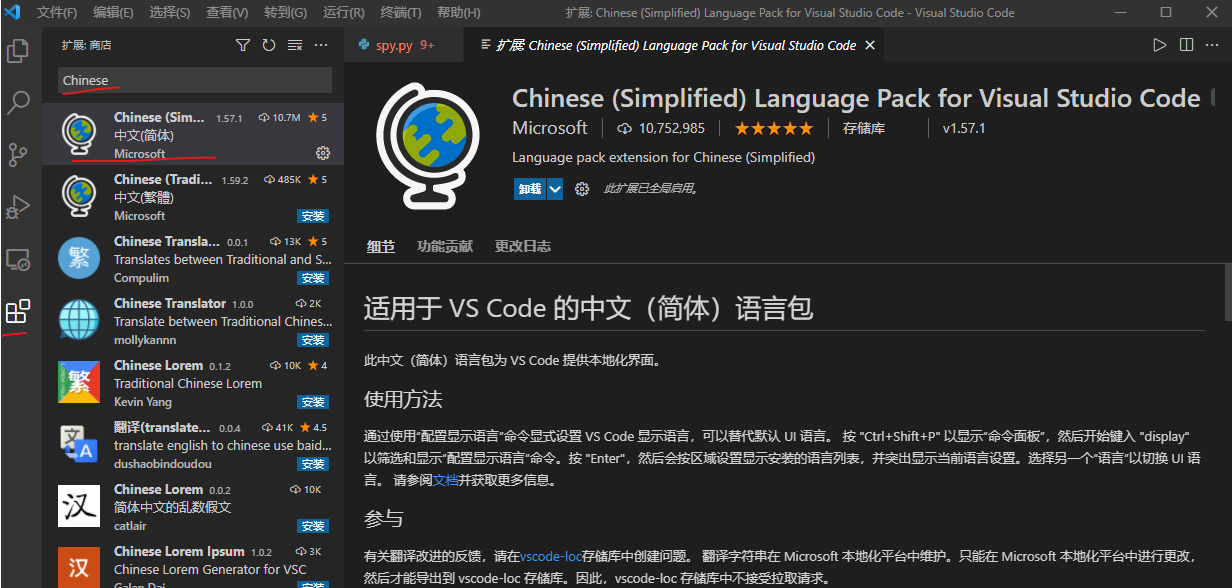 文件(F) 编辑(E) 选择(S) 查看(V) 转到(G) 运行(R) 终端(T) 帮助(H) 扩展: Chinese (Simplified) Language Pack for Visual Studio Code - Visual Studio Code
扩展: 商店
spy.py 9+
扩展: Chinese (Simplified) Language Pack for Visual Studio Code
Chinese
Chinese (Sim... 1.57.1 10.7M 5
中文(简体)
Microsoft
Chinese (Tradi... 1.59.2 485K 5
中文(繁體)
Microsoft 安装
繁
Chinese Transla... 0.0.1 13K 5
Translates between Traditional and S...
Compulim 安装
Chinese Translator 1.0.0 2K
Translate between Traditional Chines...
mollykannn 安装
繁
Chinese Lorem 0.1.2 10K 4
Traditional Chinese Lorem
Kevin Yang 安装
文 A
翻译(translate... 0.0.4 41K 4.5
translate english to chinese use baid...
dushaobindoudou 安装
汉
Chinese Lorem 0.0.2 10K
简体中文的乱数假文
catlair 安装
汉
Chinese Lorem Ipsum 1.0.2 3K
Chinese Lorem Generator for VSC
Galen Dai 安装
Chinese (Simplified) Language Pack for Visual Studio Code
Microsoft 10,752,985 存储库 v1.57.1
Language pack extension for Chinese (Simplified)
卸载 此扩展已全局启用。
细节 功能贡献 更改日志
适用于 VS Code 的中文（简体）语言包
此中文（简体）语言包为 VS Code 提供本地化界面。
使用方法
通过使用“配置显示语言”命令显式设置 VS Code 显示语言，可以替代默认 UI 语言。 按 "Ctrl+Shift+P" 以显示“命令面板”，然后开始键入 "display"
以筛选和显示“配置显示语言”命令。按 "Enter"，然后会按区域设置显示安装的语言列表，并突出显示当前语言设置。选择另一个“语言”以切换 UI 语
言。 请参阅文档并获取更多信息。
参与
有关翻译改进的反馈，请在vscode-loc存储库中创建问题。 翻译字符串在 Microsoft 本地化平台中维护。只能在 Microsoft 本地化平台中进行更改，
然后才能导出到 vscode-loc 存储库。因此，vscode-loc 存储库中不接受拉取请求。